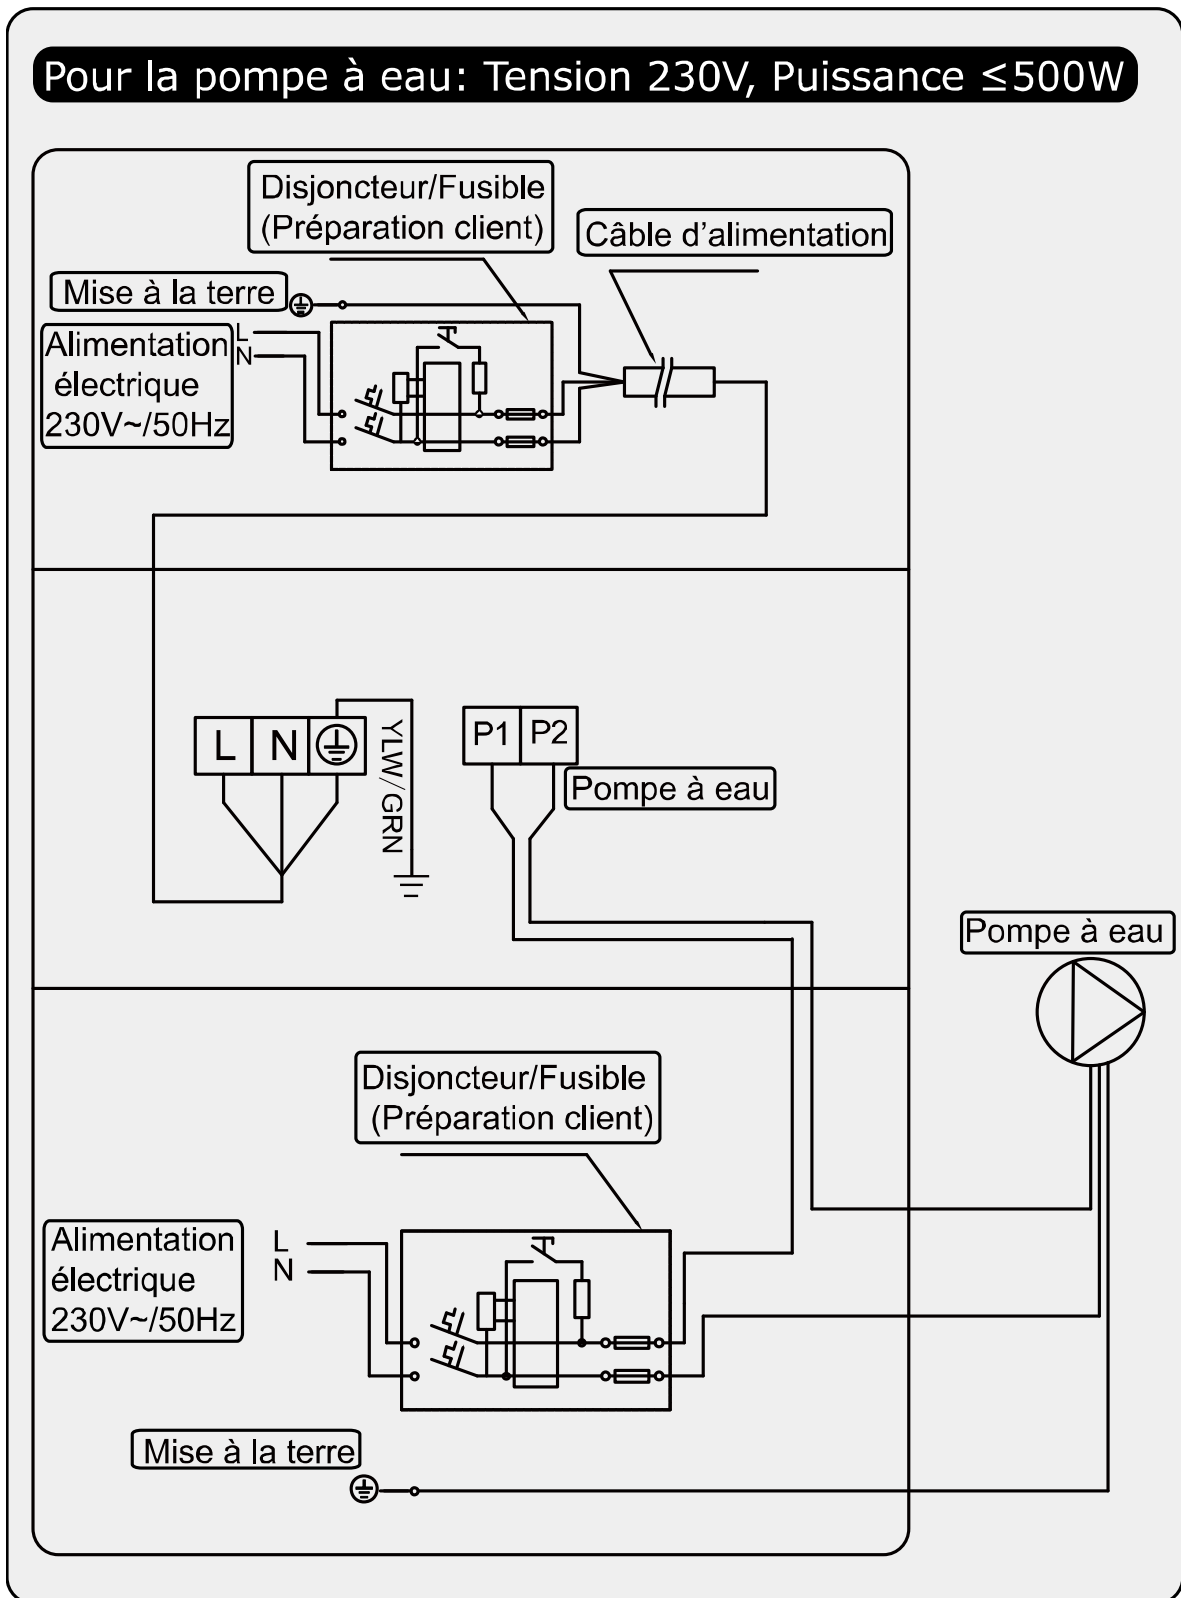 Pour la pompe à eau: Tension 230V, Puissance ≤500W
Disjoncteur/Fusible
(Préparation client)
Câble d'alimentation
Mise à la terre
L
N
Alimentation
électrique
230V~/50Hz
L N
YLW/GRN
P1 P2
Pompe à eau
Pompe à eau
Disjoncteur/Fusible
(Préparation client)
Alimentation
électrique
230V~/50Hz
L
N
Mise à la terre